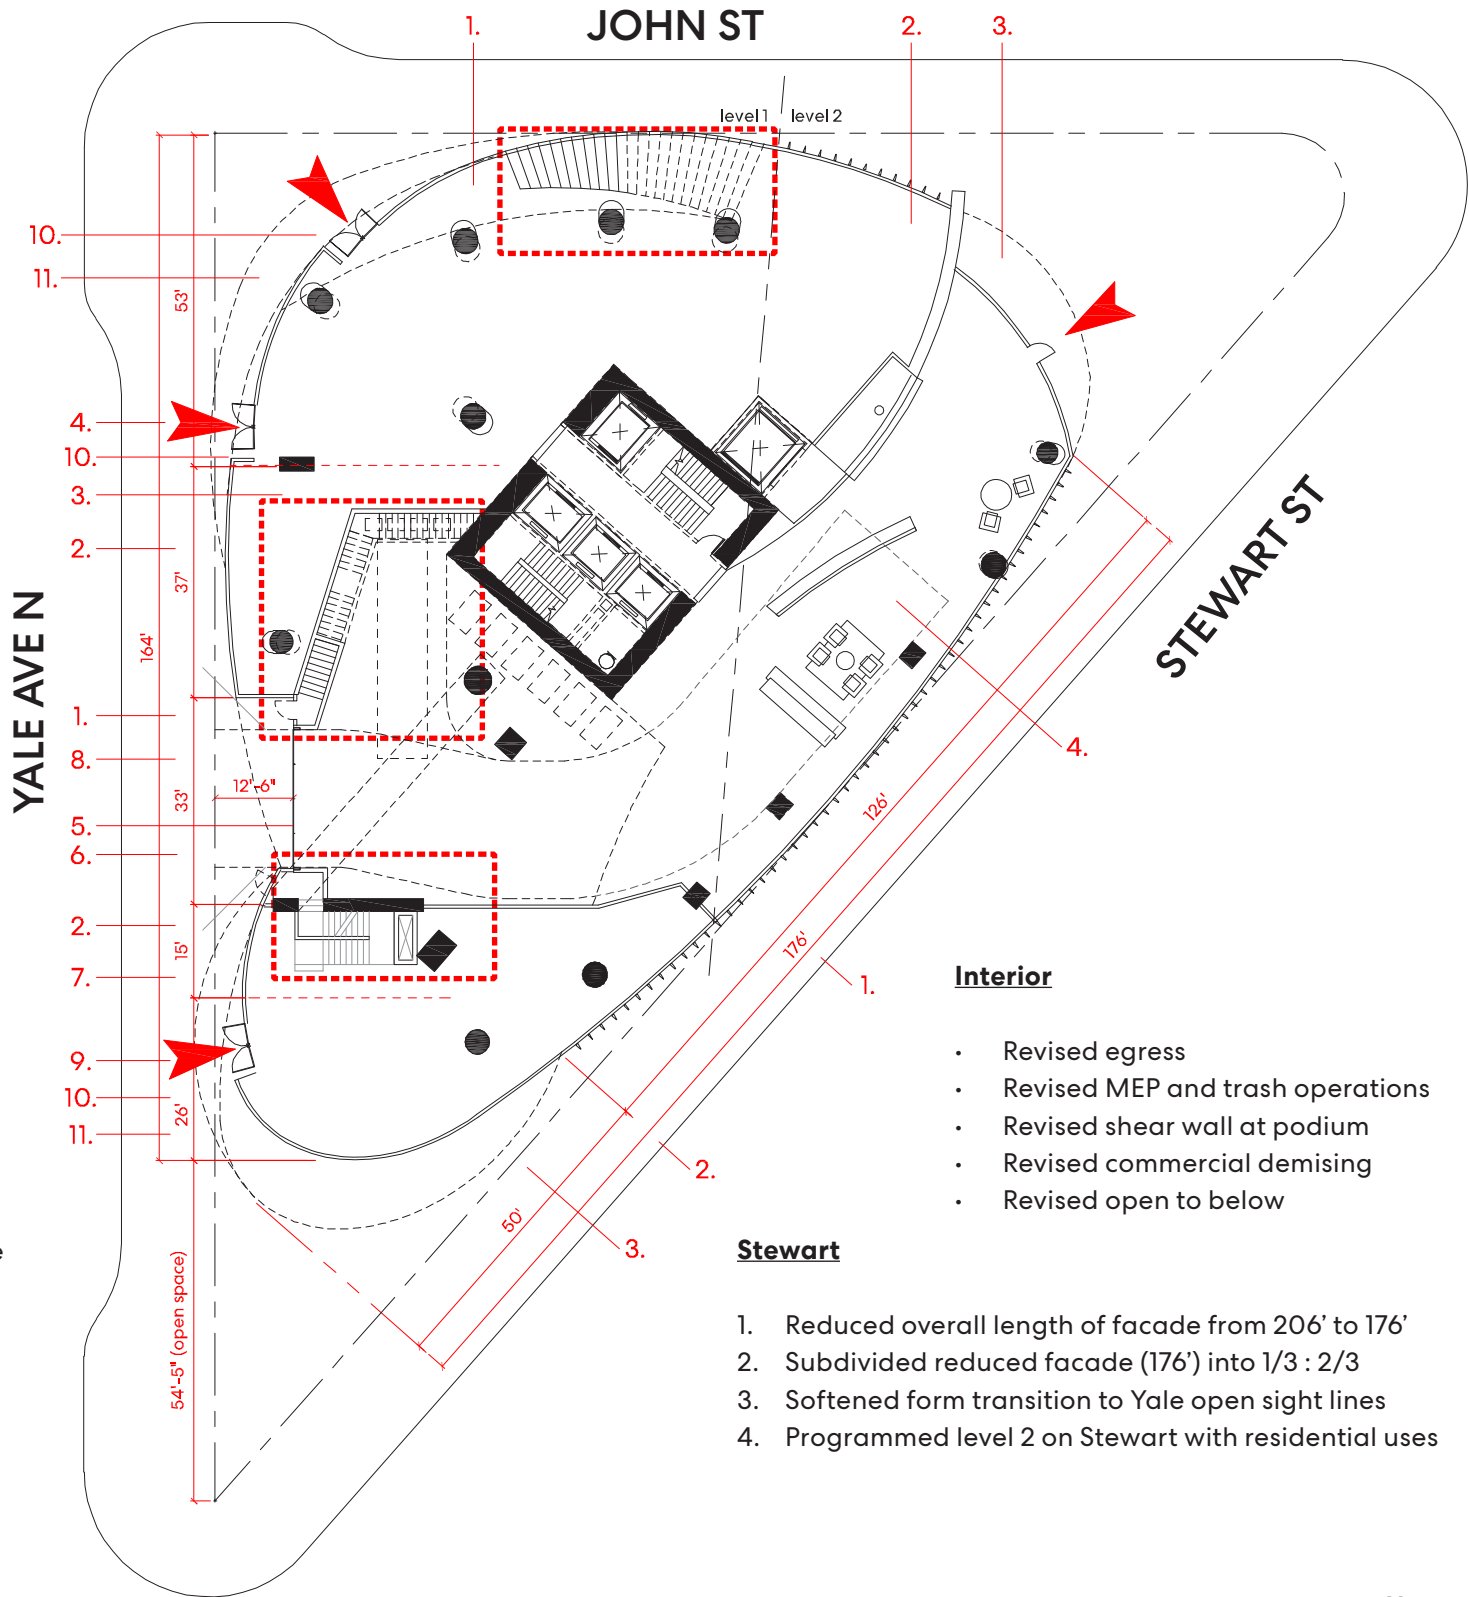 JOHN ST
1.
2.
3.
level 1
level 2
10.
11.
53'
4.
10.
3.
2.
37'
164'
YALE AVE N
STEWART ST
1.
8.
12'-6"
33'
5.
6.
4.
126'
176'
2.
15'
7.
1.
9.
10.
26'
11.
2.
50'
3.
54'-5" (open space)
e
Interior
• Revised egress
• Revised MEP and trash operations
• Revised shear wall at podium
• Revised commercial demising
• Revised open to below
Stewart
1. Reduced overall length of facade from 206’ to 176’
2. Subdivided reduced facade (176’) into 1/3 : 2/3
3. Softened form transition to Yale open sight lines
4. Programmed level 2 on Stewart with residential uses